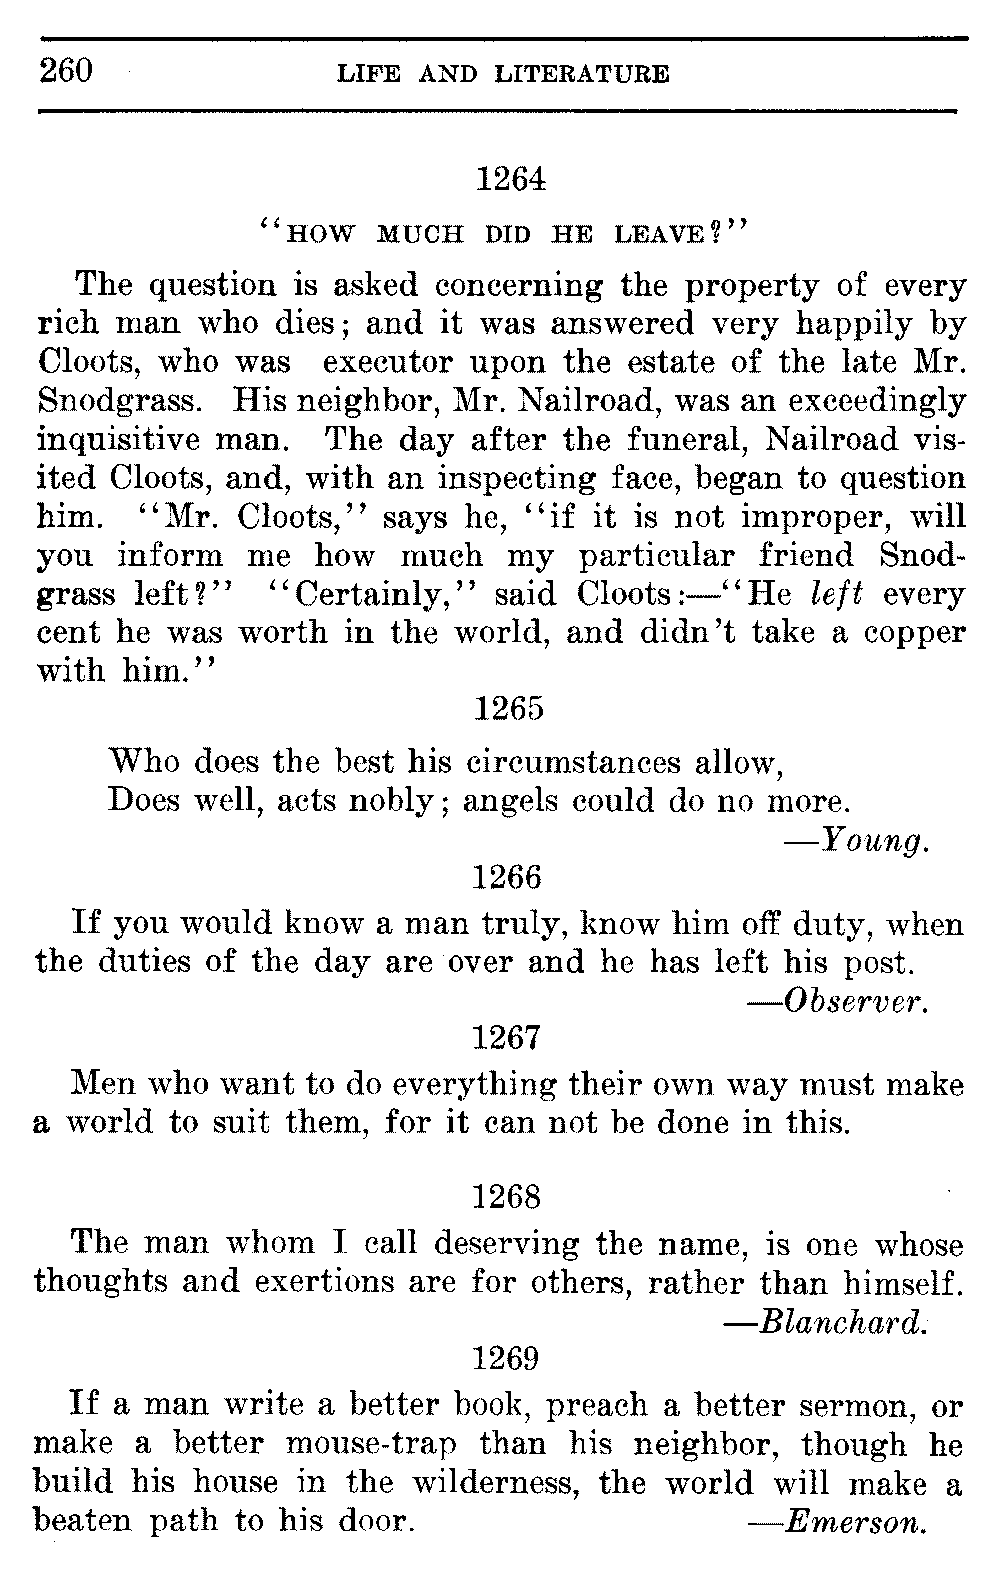 260 LIFE AND LITERATURE
1264
"HOW MUCH DID HE LEAVE?"
The question is asked concerning the property of every
rich man who dies; and it was answered very happily by
Cloots, who was executor upon the estate of the late Mr.
Snodgrass. His neighbor, Mr. Nailroad, was an exceedingly
inquisitive man. The day after the funeral, Nailroad vis-
ited Cloots, and, with an inspecting face, began to question
him. "Mr. Cloots," says he, "if it is not improper, will
you inform me how much my particular friend Snod-
grass left?" "Certainly," said Cloots:—"He left every
cent he was worth in the world, and didn't take a copper
with him."
1265
Who does the best his circumstances allow,
Does well, acts nobly; angels could do no more.
—Young.
1266
If you would know a man truly, know him off duty, when
the duties of the day are over and he has left his post.
—Observer.
1267
Men who want to do everything their own way must make
a world to suit them, for it can not be done in this.
1268
The man whom I call deserving the name, is one whose
thoughts and exertions are for others, rather than himself.
—Blanchard.
1269
If a man write a better book, preach a better sermon, or
make a better mouse-trap than his neighbor, though he
build his house in the wilderness, the world will make a
beaten path to his door. —Emerson.